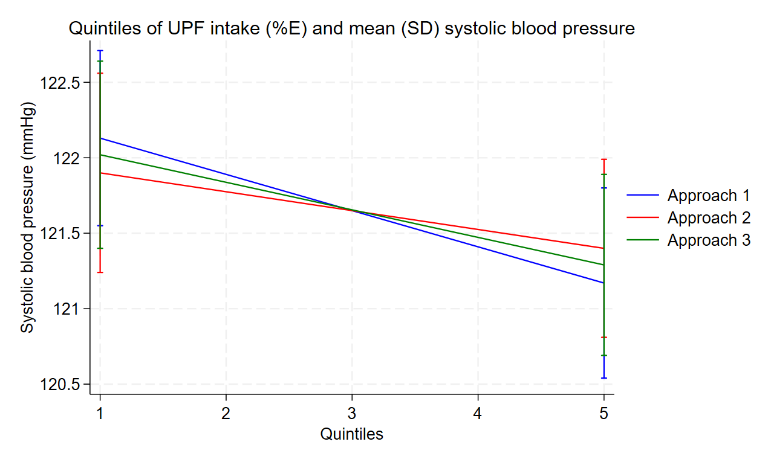 Quintiles of UPF intake (%E) and mean (SD) systolic blood pressure
Systolic blood pressure (mmHg)
122.5
122
121.5
121
120.5
1 2 3 4 5
Quintiles
Approach 1
Approach 2
Approach 3